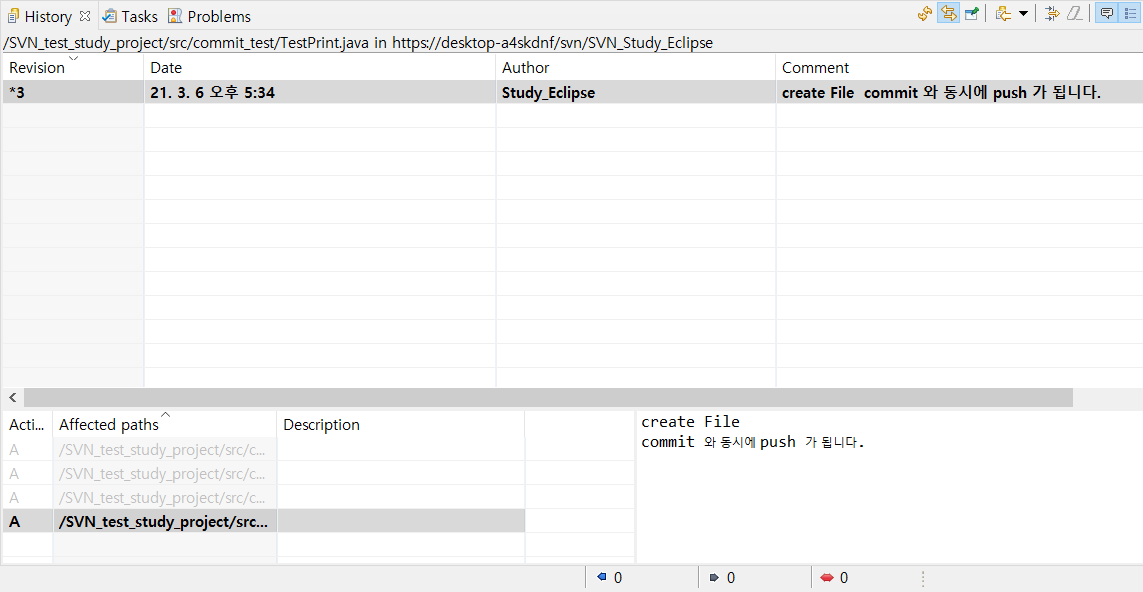 History Tasks Problems
/SVN_test_study_project/src/commit_test/TestPrint.java in https://desktop-a4skdnf/svn/SVN_Study_Eclipse
Revision Date Author Comment
*3 21. 3. 6 오후 5:34 Study_Eclipse create File commit 와 동시에 push 가 됩니다.
Acti... Affected paths Description
A /SVN_test_study_project/src/c...
A /SVN_test_study_project/src/c...
A /SVN_test_study_project/src/c...
A /SVN_test_study_project/src...
create File
commit 와 동시에 push 가 됩니다.
0 0 0